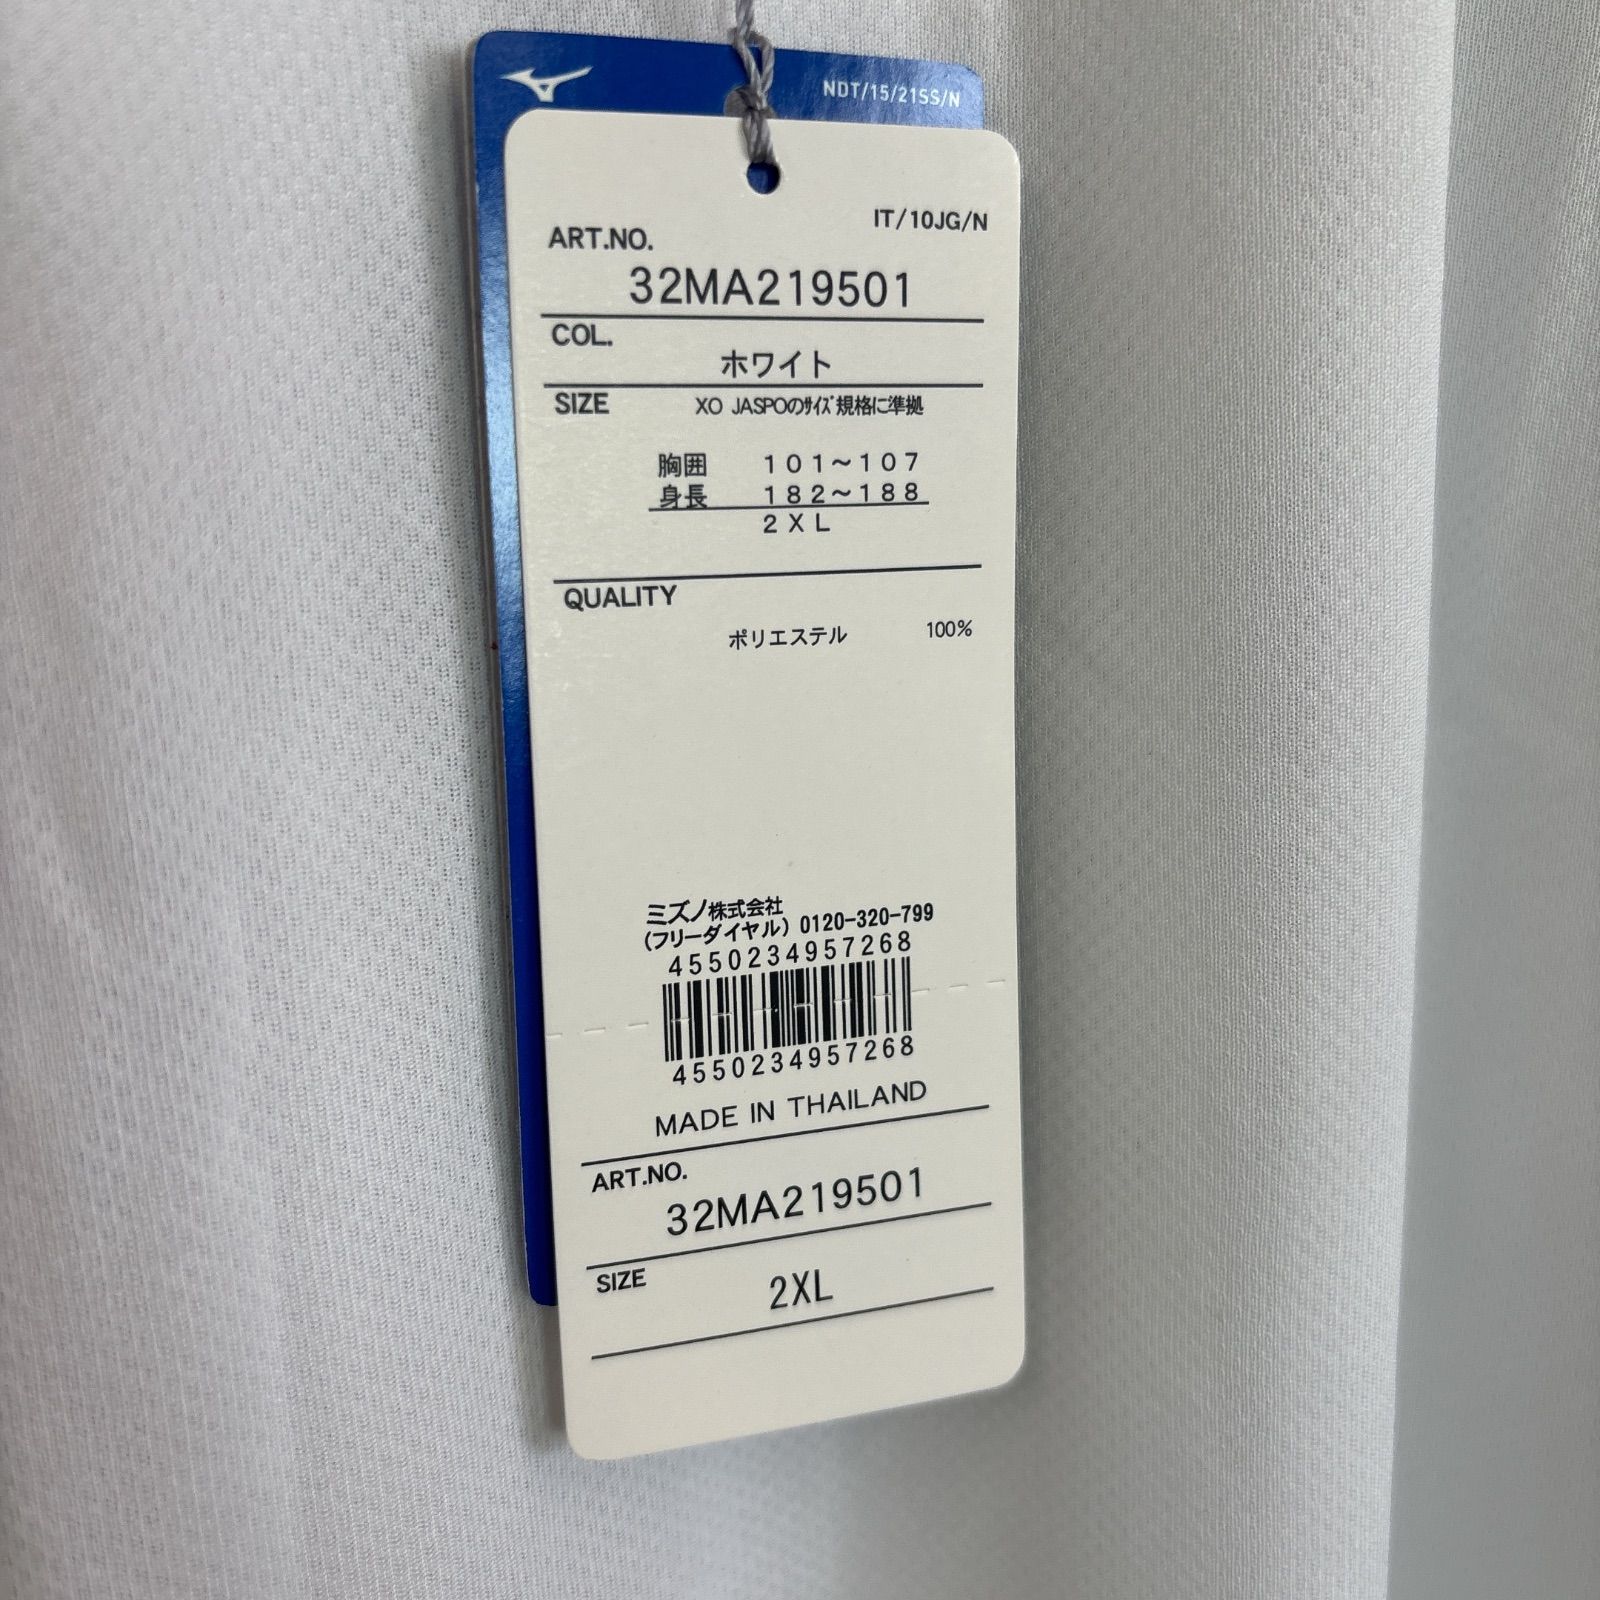 NDT/15/21SS/N
IT/10JG/N
ART.NO.
32MA219501
COL.
ホワイト
SIZE XO JASPOのｻｲｽﾞ規格に準拠
胸囲 101～107
身長 182～188
2XL
QUALITY
ポリエステル 100%
ミズノ株式会社
(フリーダイヤル) 0120-320-799
4550234957268
4550234957268
MADE IN THAILAND
ART.NO.
32MA219501
SIZE
2XL